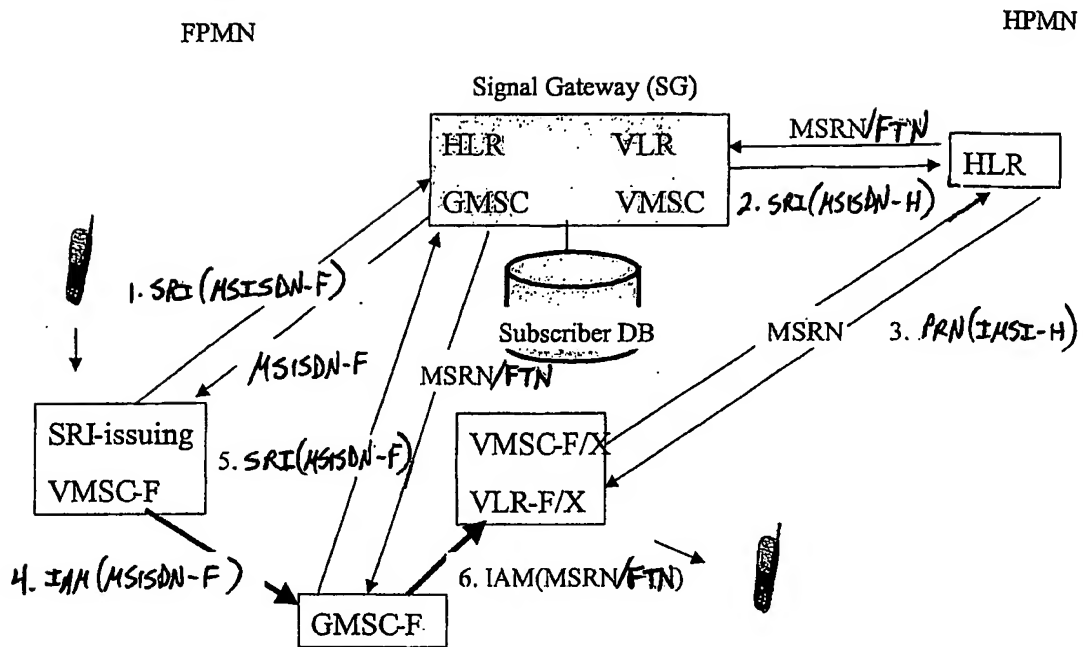 FPMN
HPMN
Signal Gateway (SG)
HLR VLR
GMSC VMSC
MSRN/FTN
HLR
2. SRI(MSISDN-H)
1. SRI(MSISDN-F)
MSISDN-F
Subscriber DB
MSRN/FTN
MSRN
3. PRN(IMSI-H)
SRI-issuing
VMSC-F
5. SRI(MSISDN-F)
VMSC-F/X
VLR-F/X
4. IAM(MSISDN-F)
6. IAM(MSRN/FTN)
GMSC-F